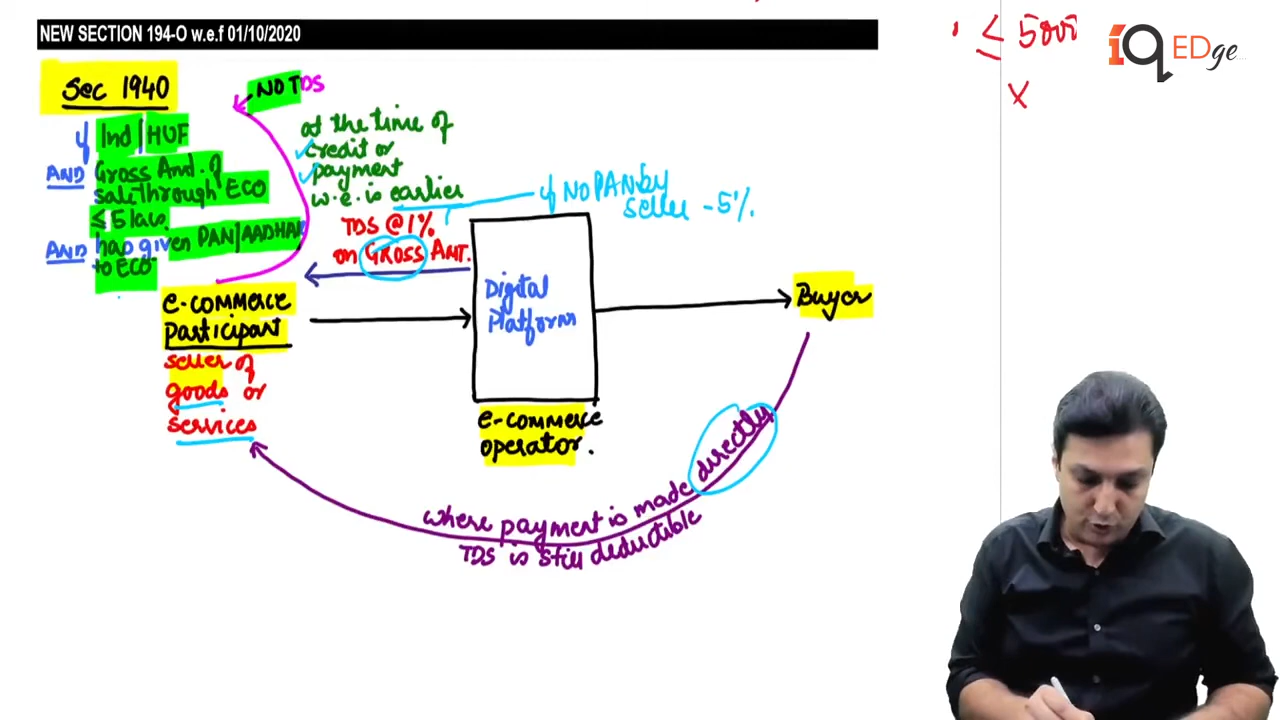 NEW SECTION 194-O w.e.f 01/10/2020
≤ 5000
X
iQ EDge
Sec 194O
NO TDS
if Ind | HUF
AND Gross Amt. of
sale through ECO
≤ 5 lacs
AND has given PAN | AADHAR
to ECO
at the time of
credit or
payment
w.e. is earlier
if NO PAN by
seller - 5%
TDS @ 1%
on GROSS AMT.
Digital
Platform
Buyer
e-commerce
participant
seller of
goods or
services
e-commerce
operator.
where payment is made directly
TDS is still deductible